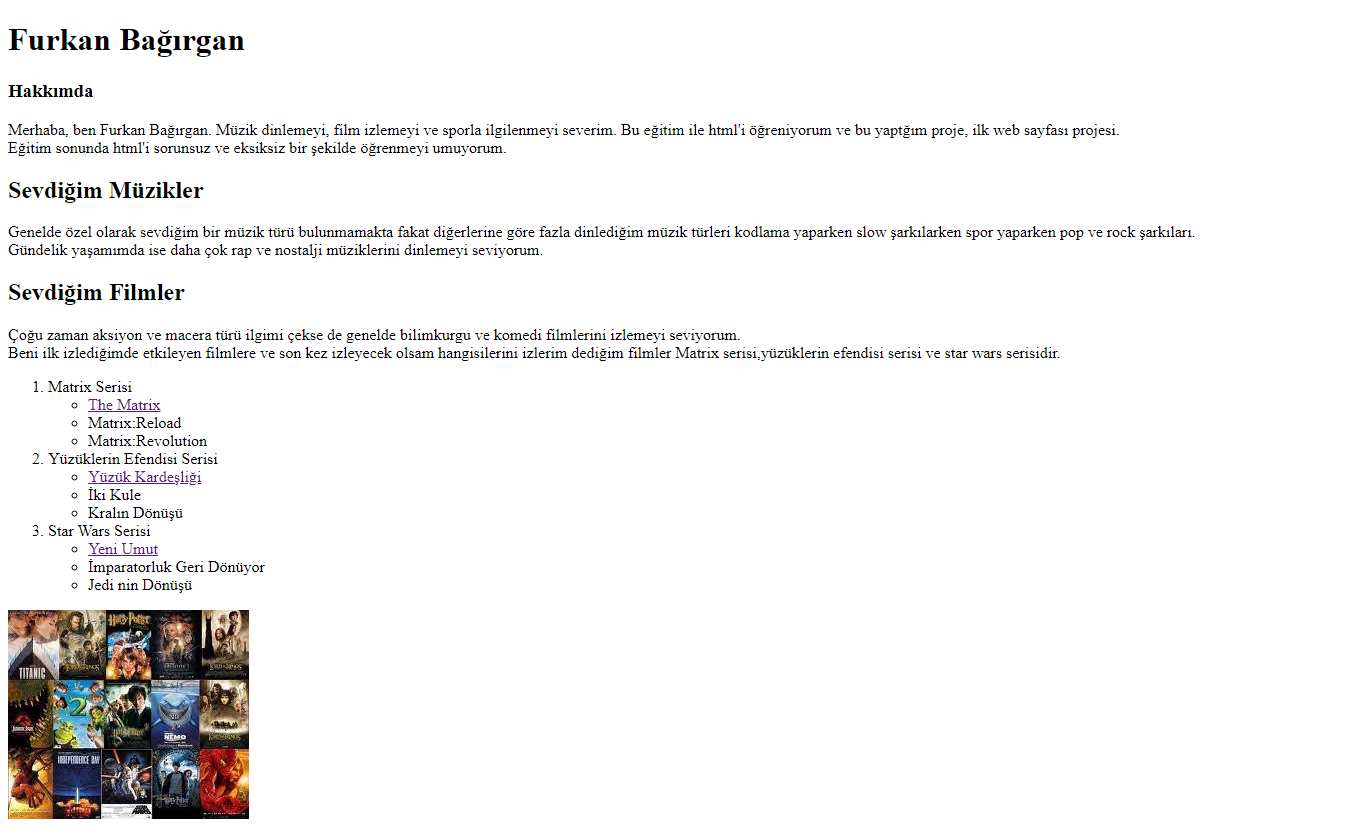 Furkan Bağırgan
Hakkımda
Merhaba, ben Furkan Bağırgan. Müzik dinlemeyi, film izlemeyi ve sporla ilgilenmeyi severim. Bu eğitim ile html'i öğreniyorum ve bu yaptğım proje, ilk web sayfası projesi.
Eğitim sonunda html'i sorunsuz ve eksiksiz bir şekilde öğrenmeyi umuyorum.
Sevdiğim Müzikler
Genelde özel olarak sevdiğim bir müzik türü bulunmamakta fakat diğerlerine göre fazla dinlediğim müzik türleri kodlama yaparken slow şarkılarken spor yaparken pop ve rock şarkıları.
Gündelik yaşamımda ise daha çok rap ve nostalji müziklerini dinlemeyi seviyorum.
Sevdiğim Filmler
Çoğu zaman aksiyon ve macera türü ilgimi çekse de genelde bilimkurgu ve komedi filmlerini izlemeyi seviyorum.
Beni ilk izlediğimde etkileyen filmlere ve son kez izleyecek olsam hangisilerini izlerim dediğim filmler Matrix serisi,yüzüklerin efendisi serisi ve star wars serisidir.
1. Matrix Serisi
The Matrix
Matrix:Reload
Matrix:Revolution
2. Yüzüklerin Efendisi Serisi
Yüzük Kardeşliği
İki Kule
Kralın Dönüşü
3. Star Wars Serisi
Yeni Umut
İmparatorluk Geri Dönüyor
Jedi nin Dönüşü
TITANIC
Harry Potter
2
NEMO
INDEPENDENCE DAY